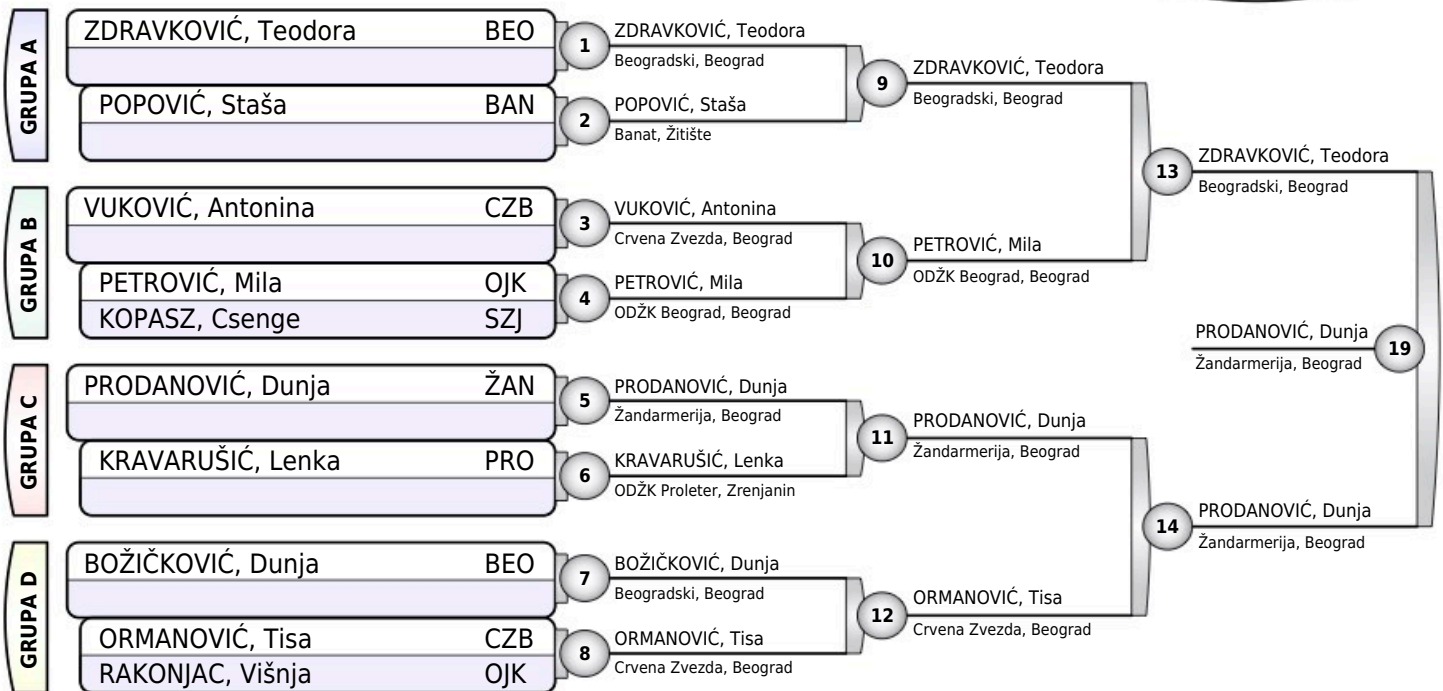 GRUPA A
ZDRAVKOVIĆ, Teodora BEO
POPOVIĆ, Staša BAN
GRUPA B
VUKOVIĆ, Antonina CZB
PETROVIĆ, Mila OJK
KOPASZ, Csenge SZJ
GRUPA C
PRODANOVIĆ, Dunja ŽAN
KRAVARUŠIĆ, Lenka PRO
GRUPA D
BOŽIČKOVIĆ, Dunja BEO
ORMANOVIĆ, Tisa CZB
RAKONJAC, Višnja OJK
1
ZDRAVKOVIĆ, Teodora
Beogradski, Beograd
2
POPOVIĆ, Staša
Banat, Žitište
3
VUKOVIĆ, Antonina
Crvena Zvezda, Beograd
4
PETROVIĆ, Mila
ODŽK Beograd, Beograd
5
PRODANOVIĆ, Dunja
Žandarmerija, Beograd
6
KRAVARUŠIĆ, Lenka
ODŽK Proleter, Zrenjanin
7
BOŽIČKOVIĆ, Dunja
Beogradski, Beograd
8
ORMANOVIĆ, Tisa
Crvena Zvezda, Beograd
9
ZDRAVKOVIĆ, Teodora
Beogradski, Beograd
10
PETROVIĆ, Mila
ODŽK Beograd, Beograd
11
PRODANOVIĆ, Dunja
Žandarmerija, Beograd
12
ORMANOVIĆ, Tisa
Crvena Zvezda, Beograd
13
ZDRAVKOVIĆ, Teodora
Beogradski, Beograd
14
PRODANOVIĆ, Dunja
Žandarmerija, Beograd
PRODANOVIĆ, Dunja
Žandarmerija, Beograd
19